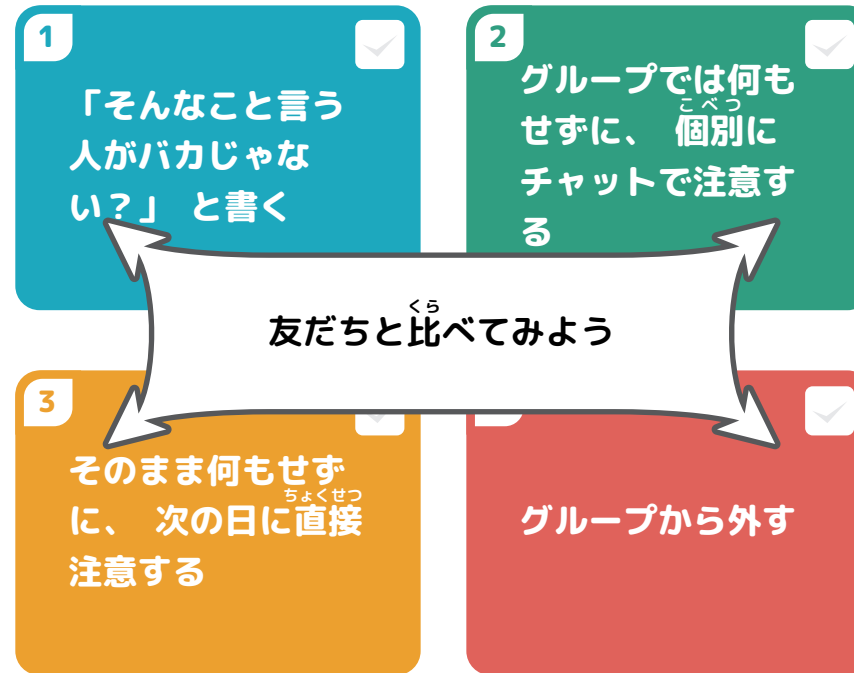 1
「そんなこと言う
人がバカじゃな
い？」 と書く
2
グループでは何も
せずに、 個別に
こべつ
チャットで注意す
る
友だちと比べてみよう
くら
3
そのまま何もせず
に、 次の日に直接
ちょくせつ
注意する
グループから外す